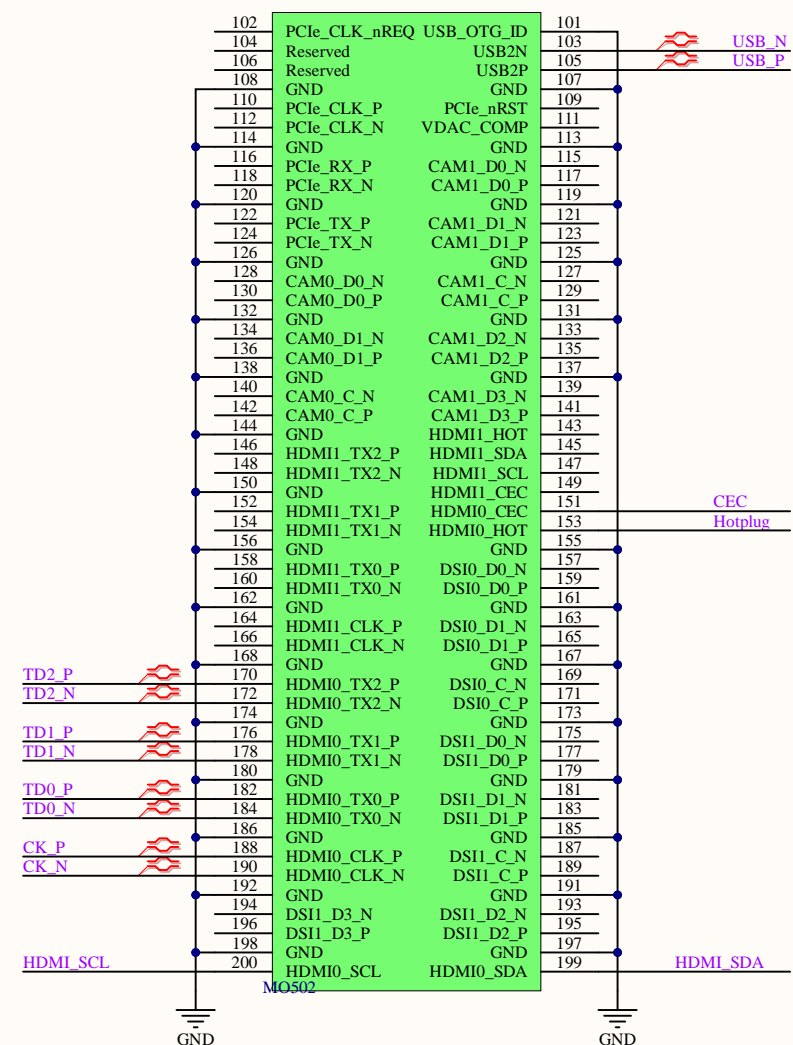 102 PCIe_CLK_nREQ USB_OTG_ID 101
104 Reserved USB2N 103 USB_N
106 Reserved USB2P 105 USB_P
108 GND GND 107
110 PCIe_CLK_P PCIe_nRST 109
112 PCIe_CLK_N VDAC_COMP 111
114 GND GND 113
116 PCIe_RX_P CAM1_D0_N 115
118 PCIe_RX_N CAM1_D0_P 117
120 GND GND 119
122 PCIe_TX_P CAM1_D1_N 121
124 PCIe_TX_N CAM1_D1_P 123
126 GND GND 125
128 CAM0_D0_N CAM1_C_N 127
130 CAM0_D0_P CAM1_C_P 129
132 GND GND 131
134 CAM0_D1_N CAM1_D2_N 133
136 CAM0_D1_P CAM1_D2_P 135
138 GND GND 137
140 CAM0_C_N CAM1_D3_N 139
142 CAM0_C_P CAM1_D3_P 141
144 GND HDMI1_HOT 143
146 HDMI1_TX2_P HDMI1_SDA 145
148 HDMI1_TX2_N HDMI1_SCL 147
150 GND HDMI1_CEC 149
152 HDMI1_TX1_P HDMI0_CEC 151 CEC
154 HDMI1_TX1_N HDMI0_HOT 153 Hotplug
156 GND GND 155
158 HDMI1_TX0_P DSI0_D0_N 157
160 HDMI1_TX0_N DSI0_D0_P 159
162 GND GND 161
164 HDMI1_CLK_P DSI0_D1_N 163
166 HDMI1_CLK_N DSI0_D1_P 165
168 GND GND 167
TD2_P 170 HDMI0_TX2_P DSI0_C_N 169
TD2_N 172 HDMI0_TX2_N DSI0_C_P 171
174 GND GND 173
TD1_P 176 HDMI0_TX1_P DSI1_D0_N 175
TD1_N 178 HDMI0_TX1_N DSI1_D0_P 177
180 GND GND 179
TD0_P 182 HDMI0_TX0_P DSI1_D1_N 181
TD0_N 184 HDMI0_TX0_N DSI1_D1_P 183
186 GND GND 185
CK_P 188 HDMI0_CLK_P DSI1_C_N 187
CK_N 190 HDMI0_CLK_N DSI1_C_P 189
192 GND GND 191
194 DSI1_D3_N DSI1_D2_N 193
196 DSI1_D3_P DSI1_D2_P 195
198 GND GND 197
HDMI_SCL 200 HDMI0_SCL HDMI0_SDA 199 HDMI_SDA
MO502
GND GND